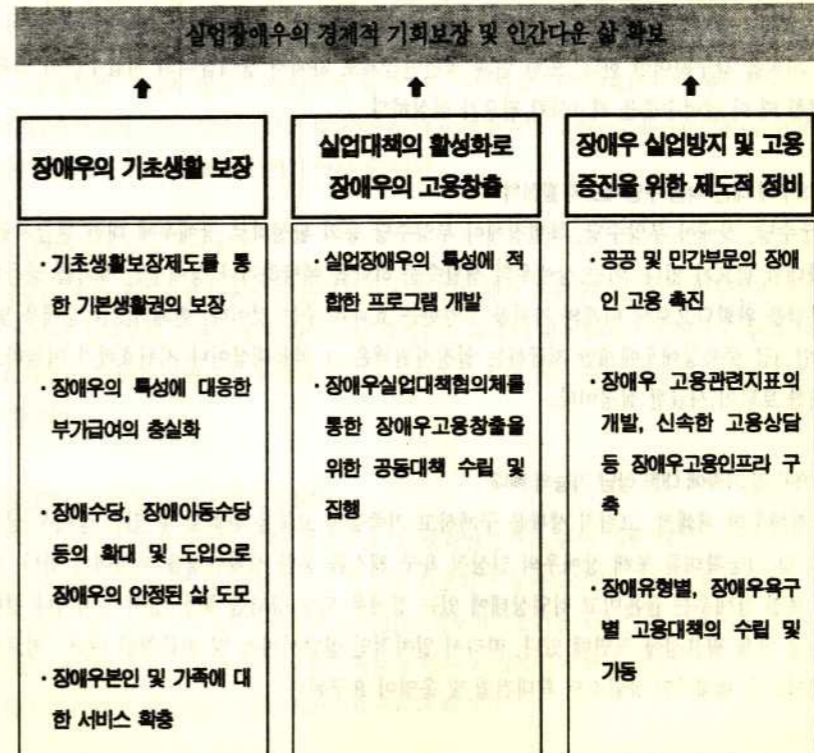 실업장애우의 경제적 기회보장 및 인간다운 삶 확보
장애우의 기초생활 보장
· 기초생활보장제도를 통
한 기본생활권의 보장
· 장애우의 특성에 대응한
부가급여의 충실화
· 장애수당, 장애아동수당
등의 확대 및 도입으로
장애우의 안정된 삶 도모
· 장애우본인 및 가족에 대
한 서비스 확충
실업대책의 활성화로
장애우의 고용창출
· 실업장애우의 특성에 적
합한 프로그램 개발
· 장애우실업대책협의체를
통한 장애우고용창출을
위한 공동대책 수립 및
집행
장애우 실업방지 및 고용
증진을 위한 제도적 정비
· 공공 및 민간부문의 장애
인 고용 촉진
· 장애우 고용관련지표의
개발, 신속한 고용상담
등 장애우고용인프라 구
축
· 장애유형별, 장애우욕구
별 고용대책의 수립 및
가동